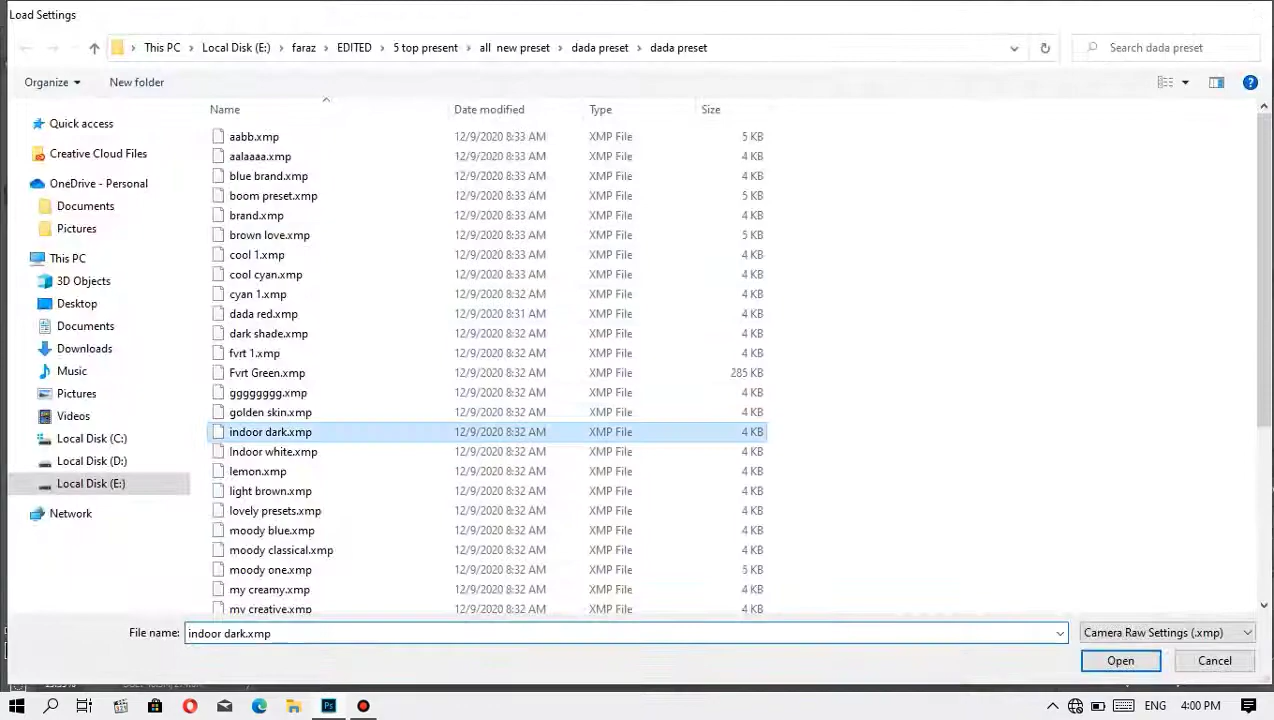 Load Settings
This PC › Local Disk (E:) › faraz › EDITED › 5 top present › all new preset › dada preset › dada preset
Search dada preset
Organize
New folder
Name Date modified Type Size
Quick access
Creative Cloud Files
OneDrive - Personal
Documents
Pictures
This PC
3D Objects
Desktop
Documents
Downloads
Music
Pictures
Videos
Local Disk (C:)
Local Disk (D:)
Local Disk (E:)
Network
aabb.xmp 12/9/2020 8:33 AM XMP File 5 KB
aalaaaa.xmp 12/9/2020 8:33 AM XMP File 4 KB
blue brand.xmp 12/9/2020 8:33 AM XMP File 4 KB
boom preset.xmp 12/9/2020 8:33 AM XMP File 5 KB
brand.xmp 12/9/2020 8:33 AM XMP File 4 KB
brown love.xmp 12/9/2020 8:33 AM XMP File 5 KB
cool 1.xmp 12/9/2020 8:33 AM XMP File 4 KB
cool cyan.xmp 12/9/2020 8:33 AM XMP File 4 KB
cyan 1.xmp 12/9/2020 8:32 AM XMP File 4 KB
dada red.xmp 12/9/2020 8:31 AM XMP File 4 KB
dark shade.xmp 12/9/2020 8:32 AM XMP File 4 KB
fvrt 1.xmp 12/9/2020 8:32 AM XMP File 4 KB
Fvrt Green.xmp 12/9/2020 8:32 AM XMP File 285 KB
gggggggg.xmp 12/9/2020 8:32 AM XMP File 4 KB
golden skin.xmp 12/9/2020 8:32 AM XMP File 4 KB
indoor dark.xmp 12/9/2020 8:32 AM XMP File 4 KB
Indoor white.xmp 12/9/2020 8:32 AM XMP File 4 KB
lemon.xmp 12/9/2020 8:32 AM XMP File 4 KB
light brown.xmp 12/9/2020 8:32 AM XMP File 4 KB
lovely presets.xmp 12/9/2020 8:32 AM XMP File 4 KB
moody blue.xmp 12/9/2020 8:32 AM XMP File 4 KB
moody classical.xmp 12/9/2020 8:32 AM XMP File 4 KB
moody one.xmp 12/9/2020 8:32 AM XMP File 5 KB
my creamy.xmp 12/9/2020 8:32 AM XMP File 4 KB
my creative.xmp 12/9/2020 8:32 AM XMP File 4 KB
File name: indoor dark.xmp
Camera Raw Settings (.xmp)
Open
Cancel
Ps
ENG 4:00 PM